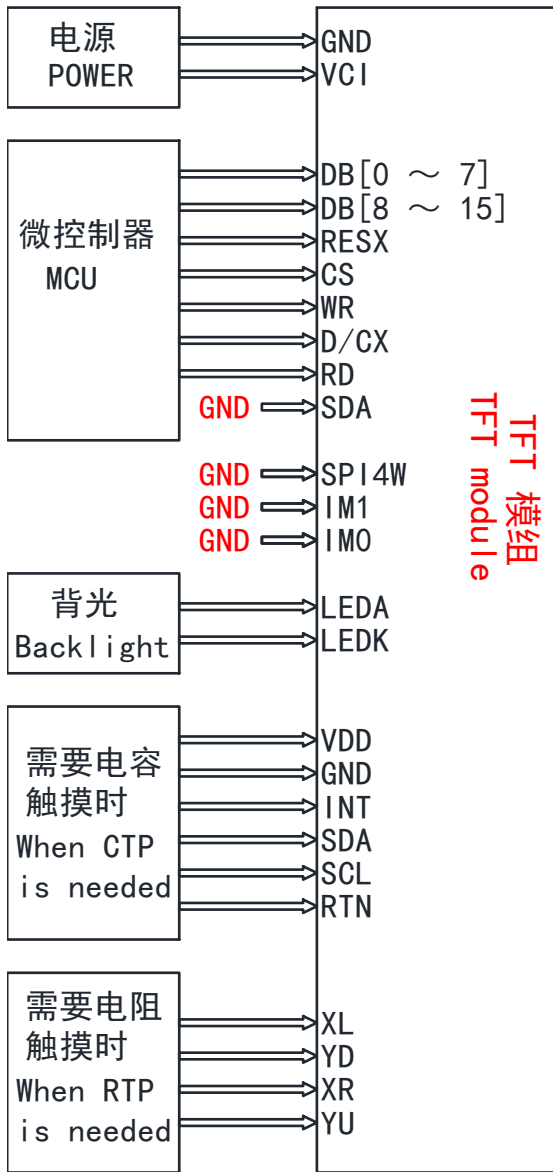 电源
POWER
GND
VCI
微控制器
MCU
DB[0 ～ 7]
DB[8 ～ 15]
RESX
CS
WR
D/CX
RD
GND SDA
GND SPI4W
GND IM1
GND IM0
TFT 模组
TFT module
背光
Backlight
LEDA
LEDK
需要电容
触摸时
When CTP
is needed
VDD
GND
INT
SDA
SCL
RTN
需要电阻
触摸时
When RTP
is needed
XL
YD
XR
YU